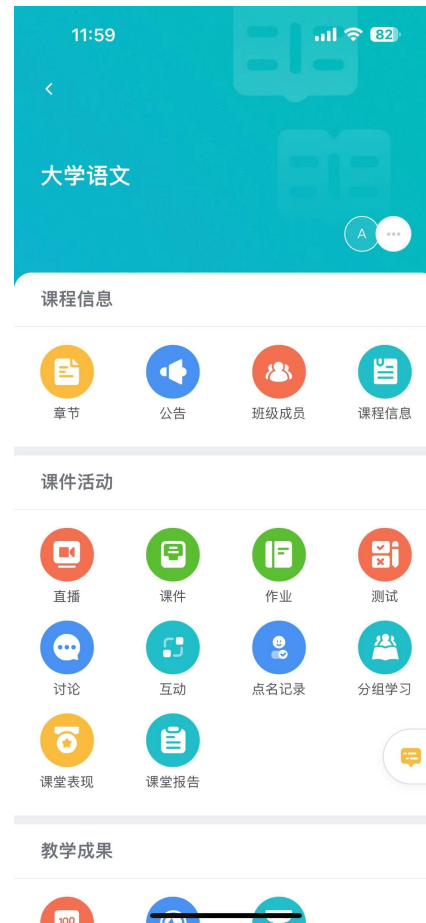 11:59
82
大学语文
A
课程信息
章节 公告 班级成员 课程信息
课件活动
直播 课件 作业 测试
讨论 互动 点名记录 分组学习
课堂表现 课堂报告
教学成果
100